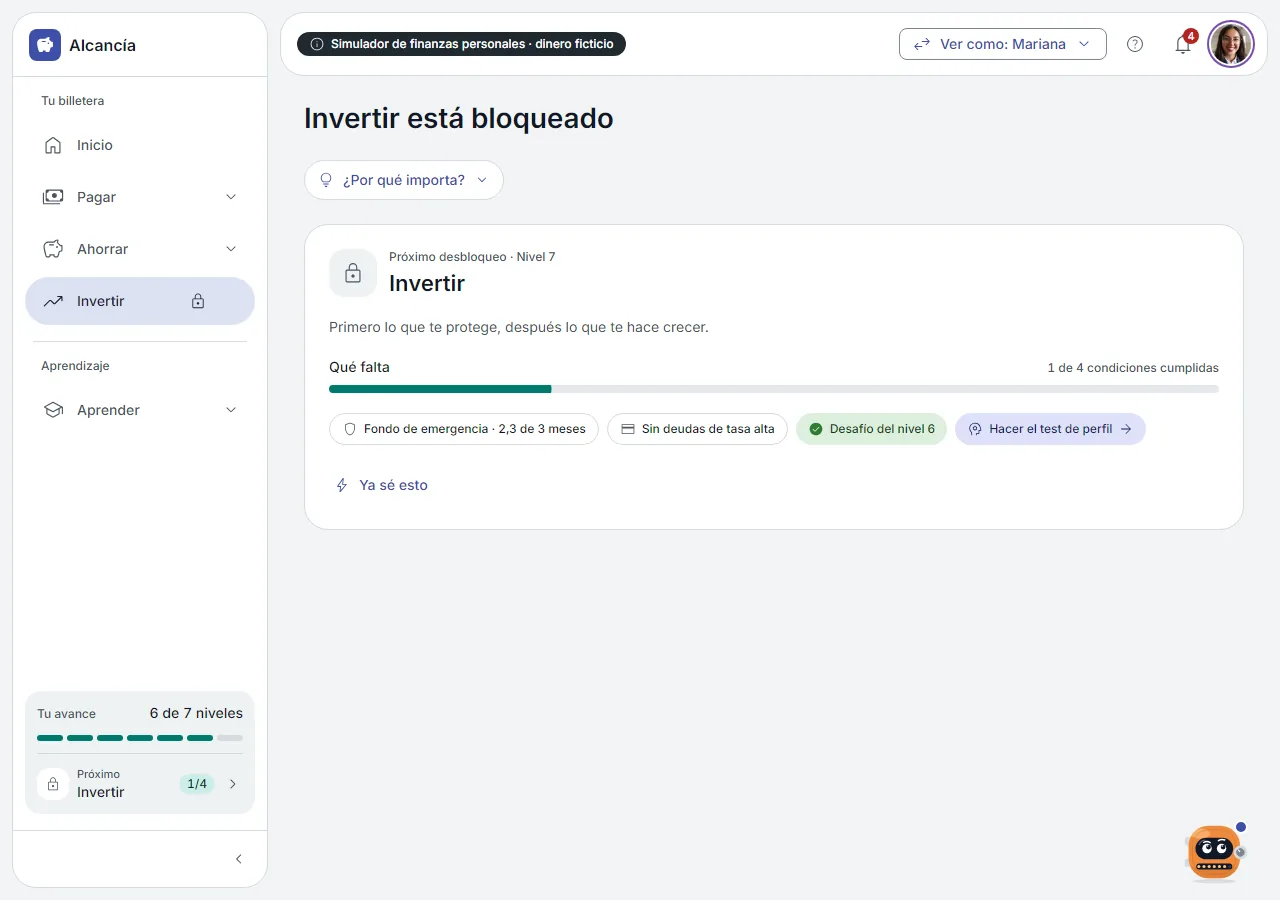 Alcancía
Simulador de finanzas personales · dinero ficticio
Ver como: Mariana
4
Tu billetera
Inicio
Pagar
Ahorrar
Invertir
Aprendizaje
Aprender
Tu avance
6 de 7 niveles
Próximo
Invertir
1/4
Invertir está bloqueado
¿Por qué importa?
Próximo desbloqueo · Nivel 7
Invertir
Primero lo que te protege, después lo que te hace crecer.
Qué falta
1 de 4 condiciones cumplidas
Fondo de emergencia · 2,3 de 3 meses
Sin deudas de tasa alta
Desafío del nivel 6
Hacer el test de perfil
Ya sé esto